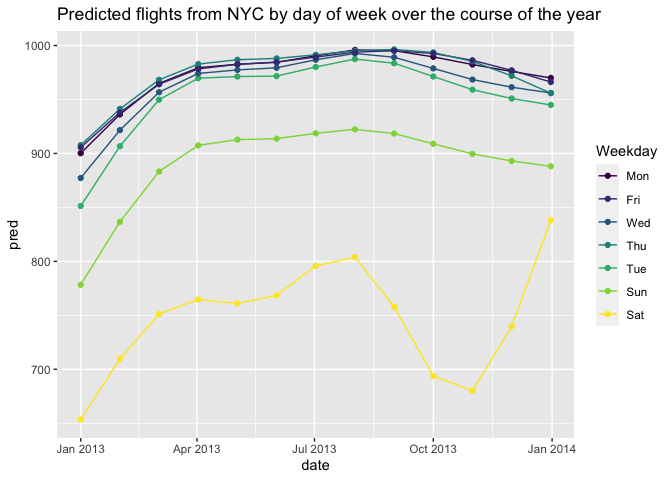 Predicted flights from NYC by day of week over the course of the year
1000
900
800
700
pred
Jan 2013
Apr 2013
Jul 2013
Oct 2013
Jan 2014
date
Weekday
Mon
Fri
Wed
Thu
Tue
Sun
Sat